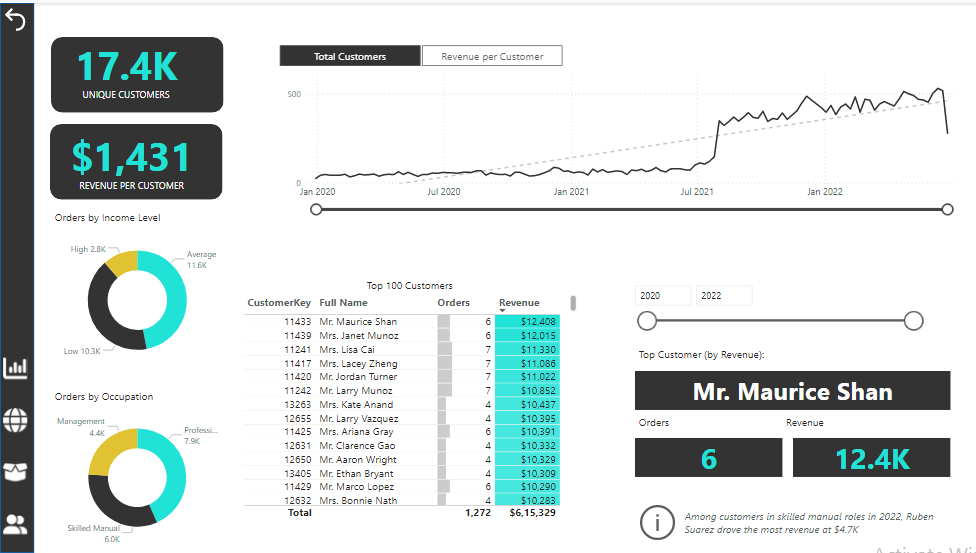 17.4K
UNIQUE CUSTOMERS
$1,431
REVENUE PER CUSTOMER
Total Customers
Revenue per Customer
500
0
Jan 2020
Jul 2020
Jan 2021
Jul 2021
Jan 2022
Orders by Income Level
High 2.8K
Average
11.6K
Low 10.3K
Orders by Occupation
Management
4.4K
Professi...
7.9K
Skilled Manual
6.0K
Top 100 Customers
CustomerKey Full Name Orders Revenue
11433 Mr. Maurice Shan 6 $12,408
11439 Mrs. Janet Munoz 6 $12,015
11241 Mrs. Lisa Cai 7 $11,330
11417 Mrs. Lacey Zheng 7 $11,086
11420 Mr. Jordan Turner 7 $11,022
11242 Mr. Larry Munoz 7 $10,852
13263 Mrs. Kate Anand 4 $10,437
12655 Mr. Larry Vazquez 4 $10,395
11425 Mrs. Ariana Gray 6 $10,391
12631 Mr. Clarence Gao 4 $10,332
12650 Mr. Aaron Wright 4 $10,329
13405 Mr. Ethan Bryant 4 $10,309
11429 Mr. Marco Lopez 6 $10,290
12632 Mrs. Bonnie Nath 4 $10,283
Total 1,272 $6,15,329
2020
2022
Top Customer (by Revenue):
Mr. Maurice Shan
Orders
Revenue
6
12.4K
Among customers in skilled manual roles in 2022, Ruben
Suarez drove the most revenue at $4.7K